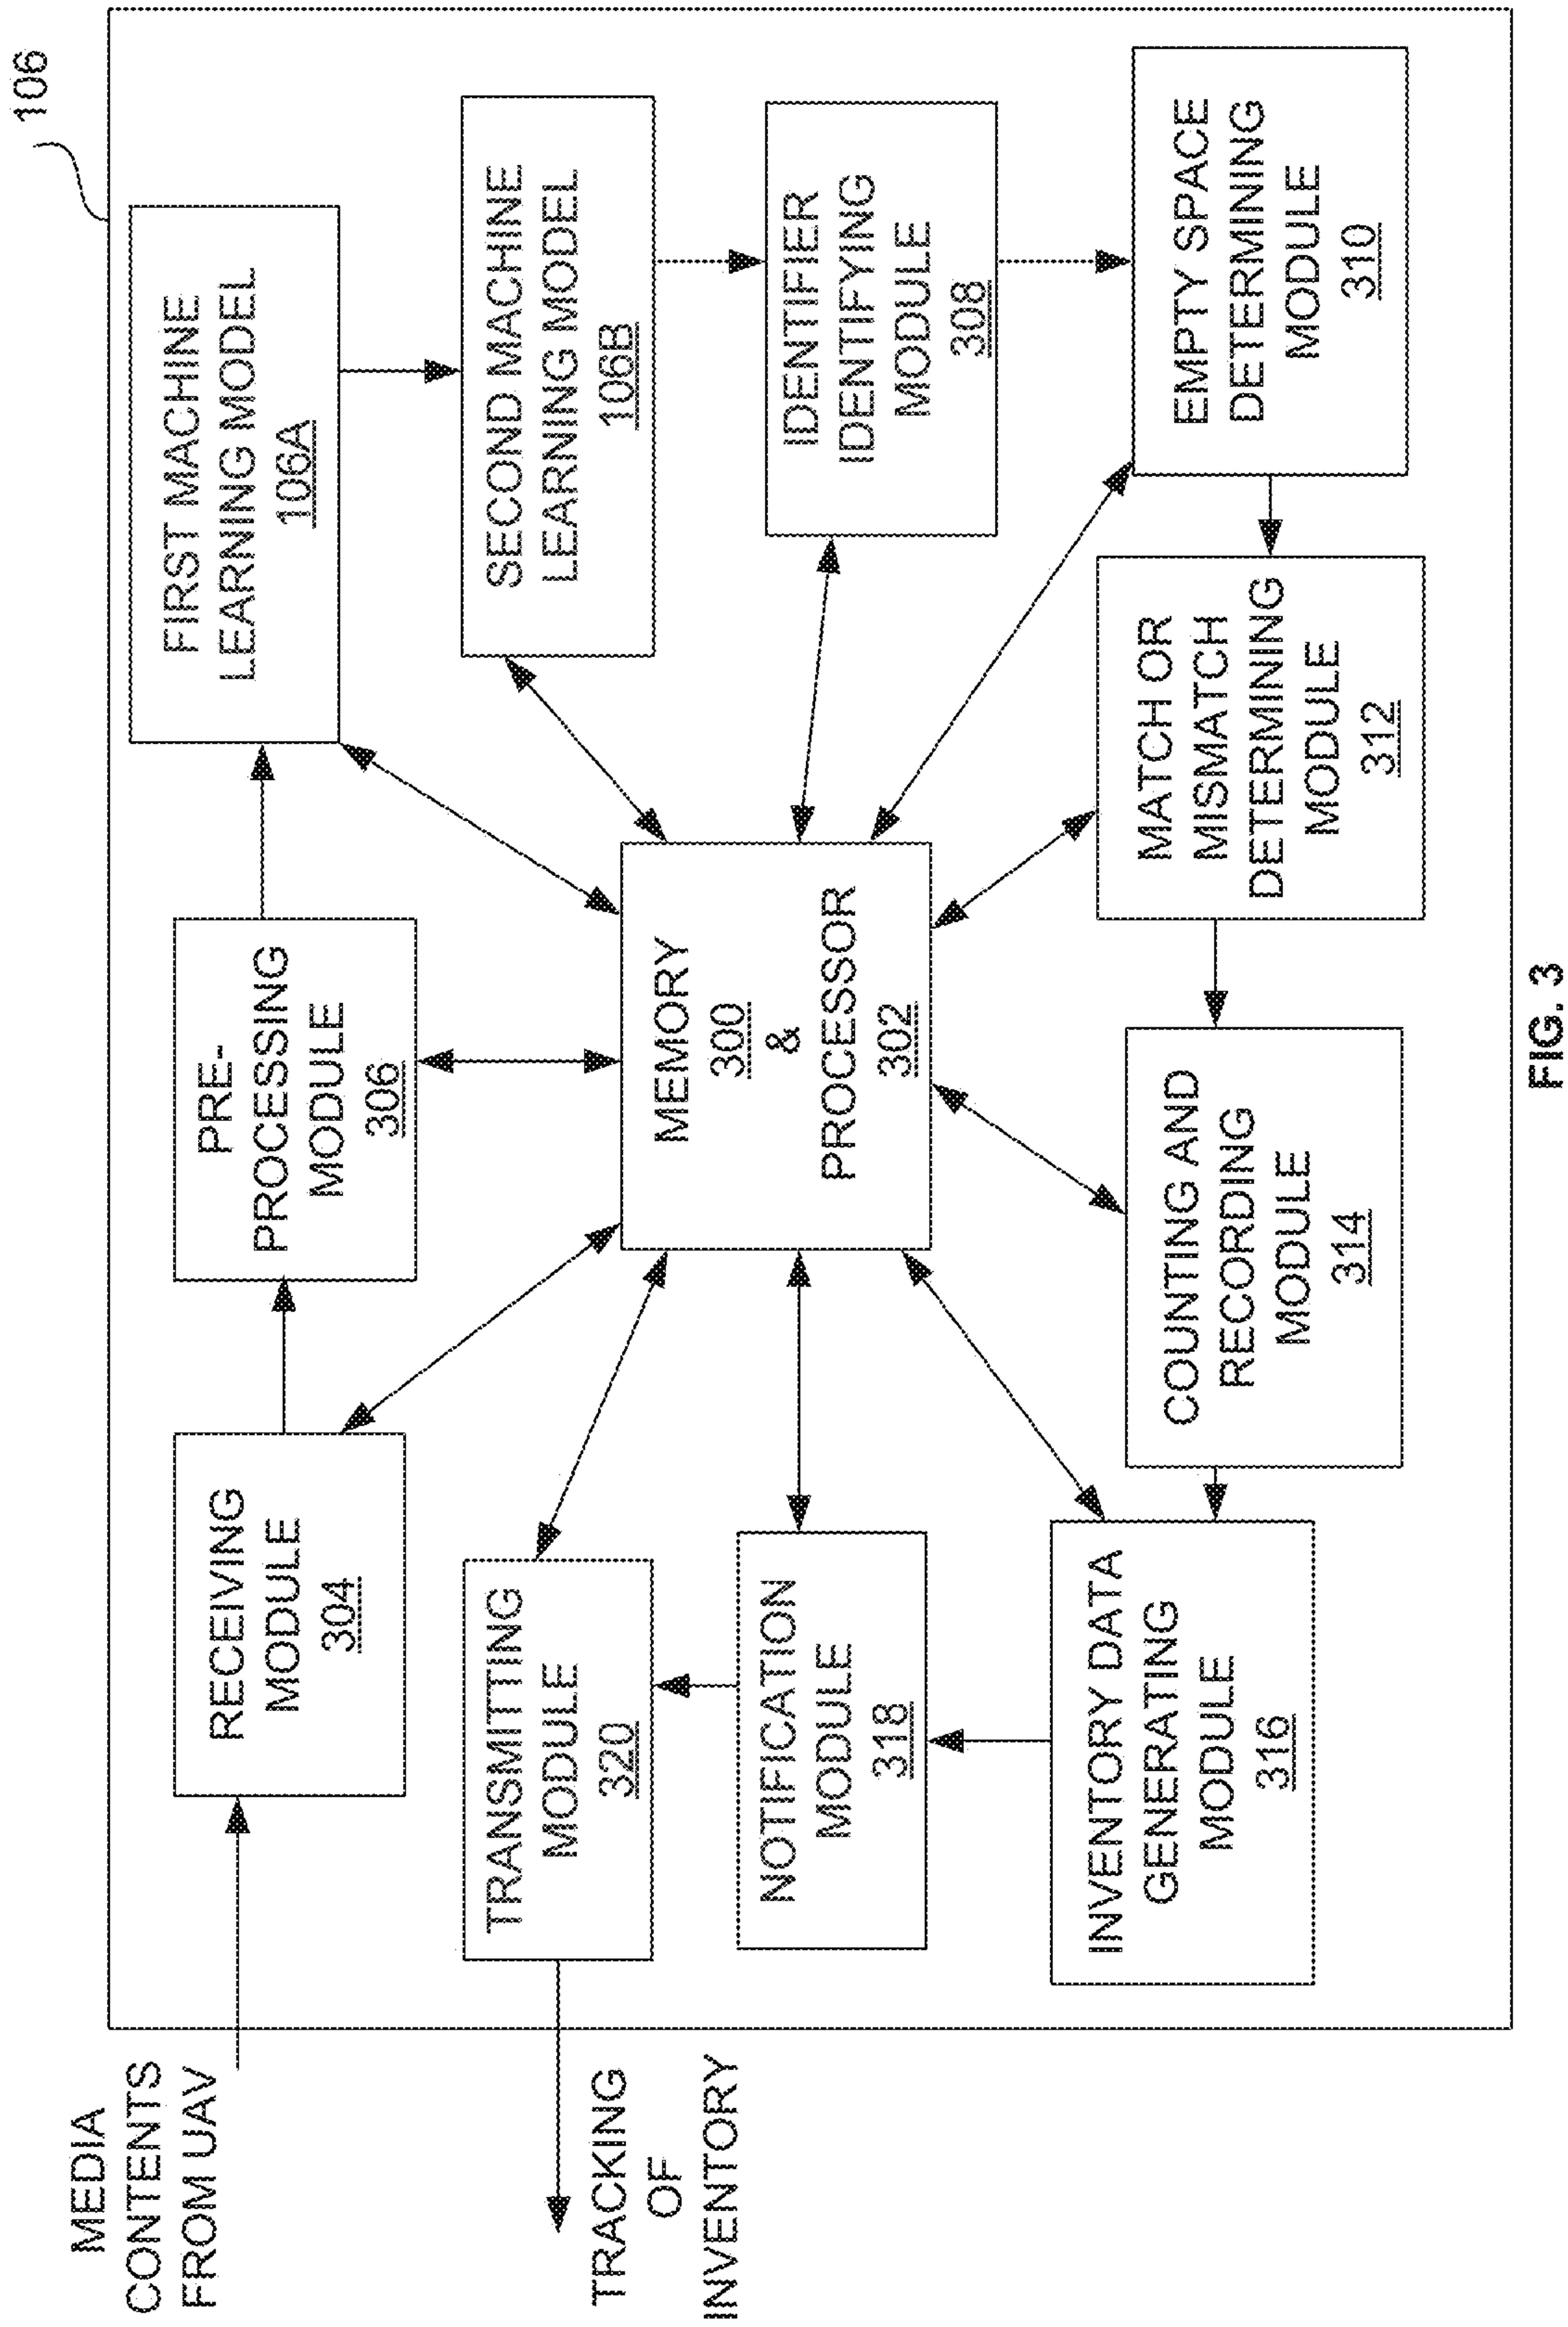 106
MEDIA
CONTENTS
FROM UAV
RECEIVING
MODULE
304
PRE-
PROCESSING
MODULE
306
FIRST MACHINE
LEARNING MODEL
106A
SECOND MACHINE
LEARNING MODEL
106B
IDENTIFIER
IDENTIFYING
MODULE
308
EMPTY SPACE
DETERMINING
MODULE
310
MEMORY
300
&
PROCESSOR
302
MATCH OR
MISMATCH
DETERMINING
MODULE
312
COUNTING AND
RECORDING
MODULE
314
INVENTORY DATA
GENERATING
MODULE
316
NOTIFICATION
MODULE
318
TRANSMITTING
MODULE
320
TRACKING
OF
INVENTORY
FIG. 3